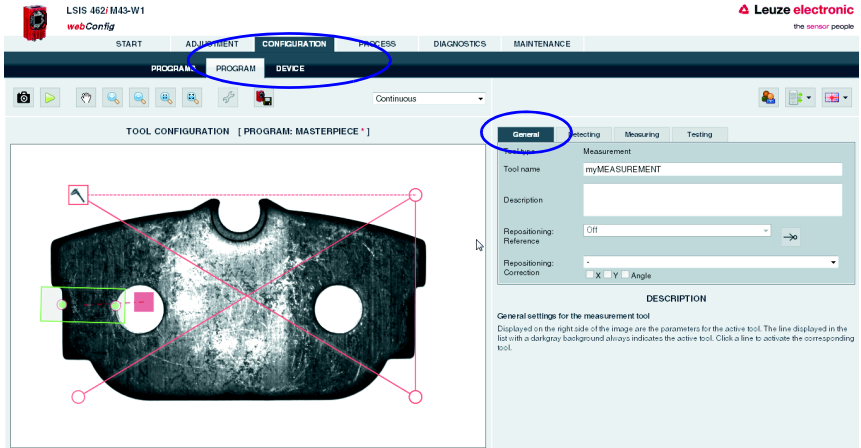 LSIS 462i M43-W1
webConfig
Leuze electronic
the sensor people
START ADJUSTMENT CONFIGURATION PROCESS DIAGNOSTICS MAINTENANCE
PROGRAMS PROGRAM DEVICE
Continuous
TOOL CONFIGURATION [ PROGRAM: MASTERPIECE * ]
General Detecting Measuring Testing
Tool type Measurement
Tool name myMEASUREMENT
Description
Repositioning: Off
Reference
Repositioning: -
Correction X Y Angle
DESCRIPTION
General settings for the measurement tool
Displayed on the right side of the image are the parameters for the active tool. The line displayed in the
list with a darkgray background always indicates the active tool. Click a line to activate the corresponding
tool.